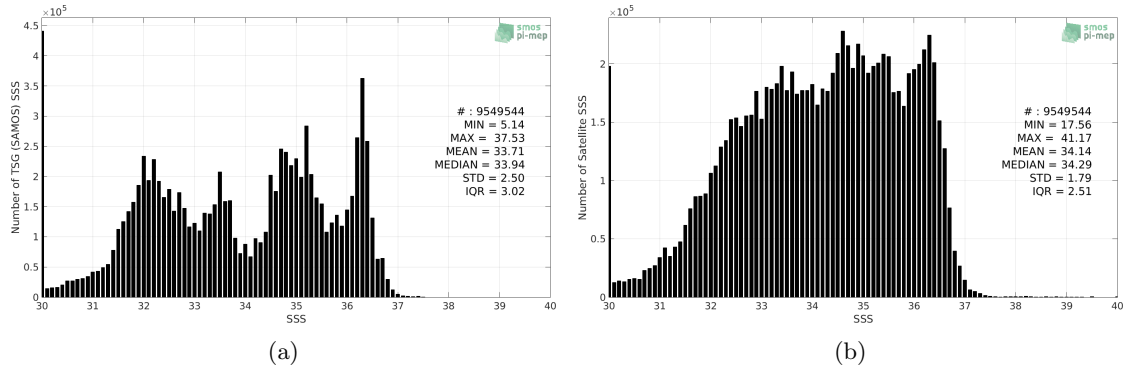 ×10⁵
4.5
4
3.5
3
2.5
2
1.5
1
0.5
0
30 31 32 33 34 35 36 37 38 39 40
SSS
Number of TSG (SAMOS) SSS
smos
pi-mep
# : 9549544
MIN = 5.14
MAX = 37.53
MEAN = 33.71
MEDIAN = 33.94
STD = 2.50
IQR = 3.02
(a)
×10⁵
2
1.5
1
0.5
0
30 31 32 33 34 35 36 37 38 39 40
SSS
Number of Satellite SSS
smos
pi-mep
# : 9549544
MIN = 17.56
MAX = 41.17
MEAN = 34.14
MEDIAN = 34.29
STD = 1.79
IQR = 2.51
(b)